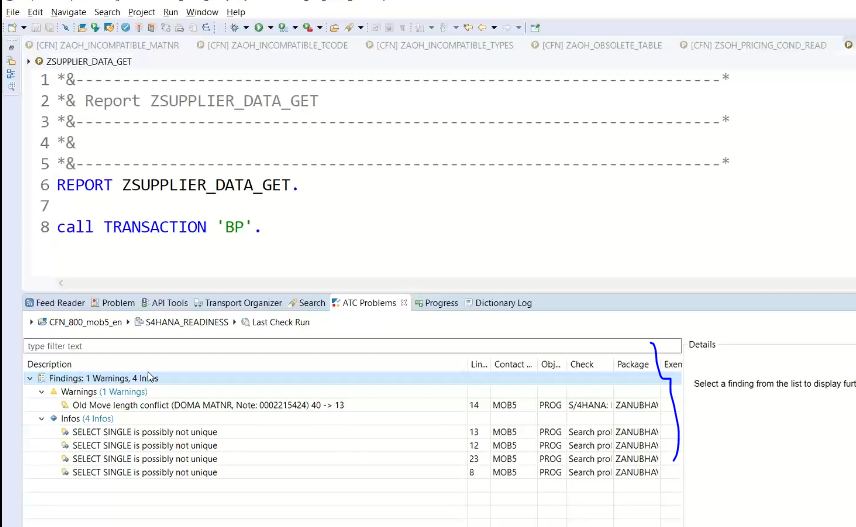 File Edit Navigate Search Project Run Window Help
[CFN] ZAOH_INCOMPATIBLE_MATNR [CFN] ZAOH_INCOMPATIBLE_TCODE [CFN] ZAOH_INCOMPATIBLE_TYPES [CFN] ZAOH_OBSOLETE_TABLE [CFN] ZSOH_PRICING_COND_READ
ZSUPPLIER_DATA_GET
1 *&---------------------------------------------------------------------*
2 *& Report ZSUPPLIER_DATA_GET
3 *&---------------------------------------------------------------------*
4 *&
5 *&---------------------------------------------------------------------*
6 REPORT ZSUPPLIER_DATA_GET.
7
8 call TRANSACTION 'BP'.
Feed Reader Problem API Tools Transport Organizer Search ATC Problems Progress Dictionary Log
CFN_800_mob5_en S4HANA_READINESS Last Check Run
type filter text
Details
Description Lin... Contact ... Obj... Check Package Exen
Findings: 1 Warnings, 4 Infos
Select a finding from the list to display furt
Warnings (1 Warnings)
Old Move length conflict (DOMA MATNR, Note: 0002215424) 40 -> 13 14 MOB5 PROG S/4HANA: ZANUBHAV
Infos (4 Infos)
SELECT SINGLE is possibly not unique 13 MOB5 PROG Search prol ZANUBHAV
SELECT SINGLE is possibly not unique 12 MOB5 PROG Search prol ZANUBHAV
SELECT SINGLE is possibly not unique 23 MOB5 PROG Search prol ZANUBHAV
SELECT SINGLE is possibly not unique 8 MOB5 PROG Search prol ZANUBHAV